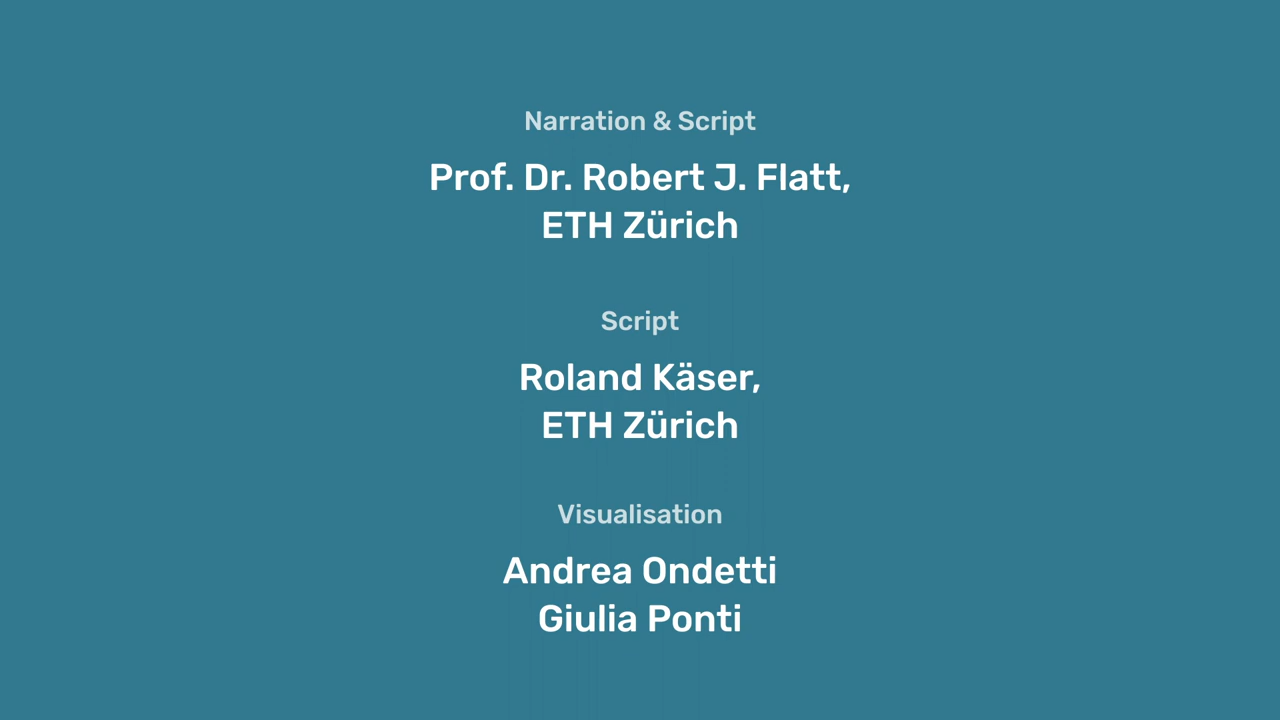 Narration & Script
Prof. Dr. Robert J. Flatt,
ETH Zürich
Script
Roland Käser,
ETH Zürich
Visualisation
Andrea Ondetti
Giulia Ponti